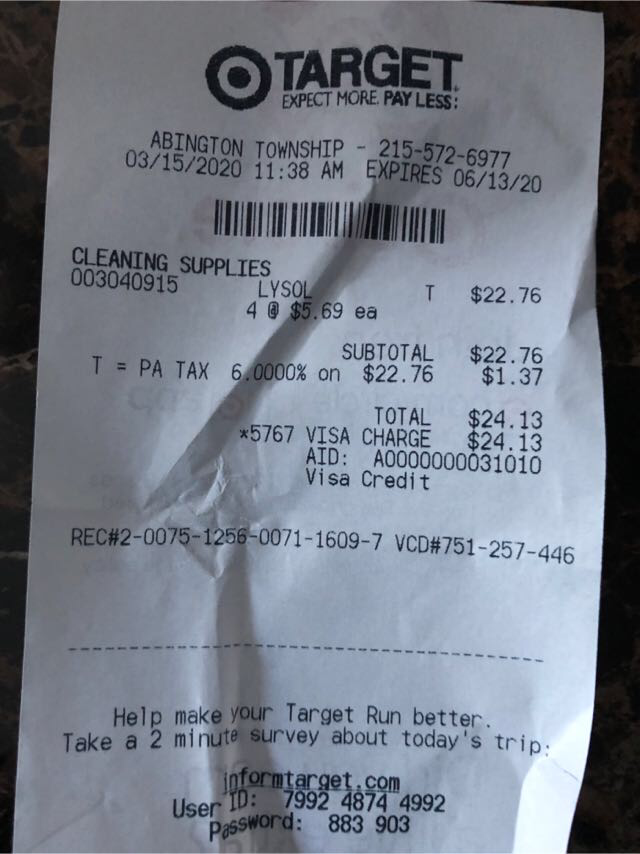 TARGET
EXPECT MORE. PAY LESS.
ABINGTON TOWNSHIP - 215-572-6977
03/15/2020 11:38 AM EXPIRES 06/13/20
CLEANING SUPPLIES
003040915 LYSOL T $22.76
4 @ $5.69 ea
SUBTOTAL $22.76
T = PA TAX 6.0000% on $22.76 $1.37
TOTAL $24.13
*5767 VISA CHARGE $24.13
AID: A0000000031010
Visa Credit
REC#2-0075-1256-0071-1609-7 VCD#751-257-446
Help make your Target Run better.
Take a 2 minute survey about today's trip:
informtarget.com
User ID: 7992 4874 4992
Password: 883 903